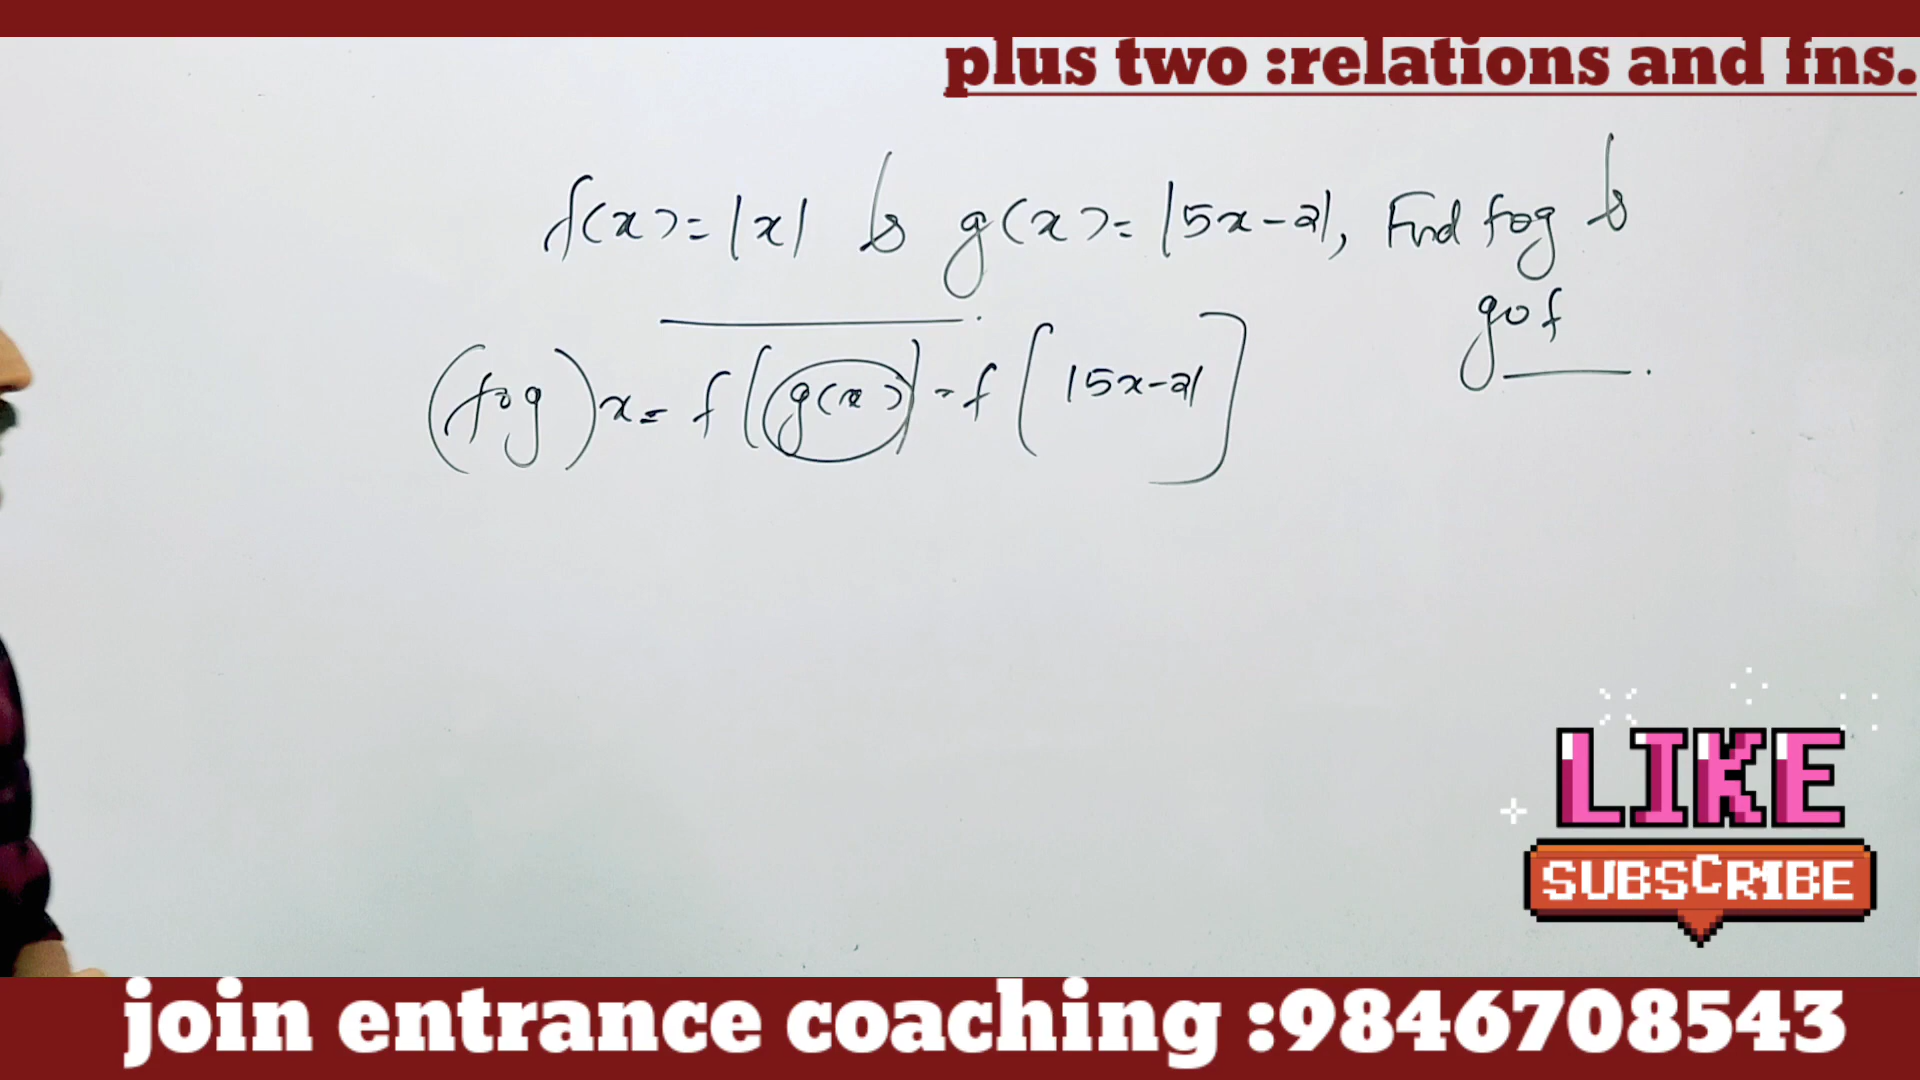 plus two :relations and fns.
f(x) = |x| & g(x) = |5x-2|, Find fog &
gof
(fog)x = f(g(x)) = f[|5x-2|]
LIKE
SUBSCRIBE
join entrance coaching :9846708543